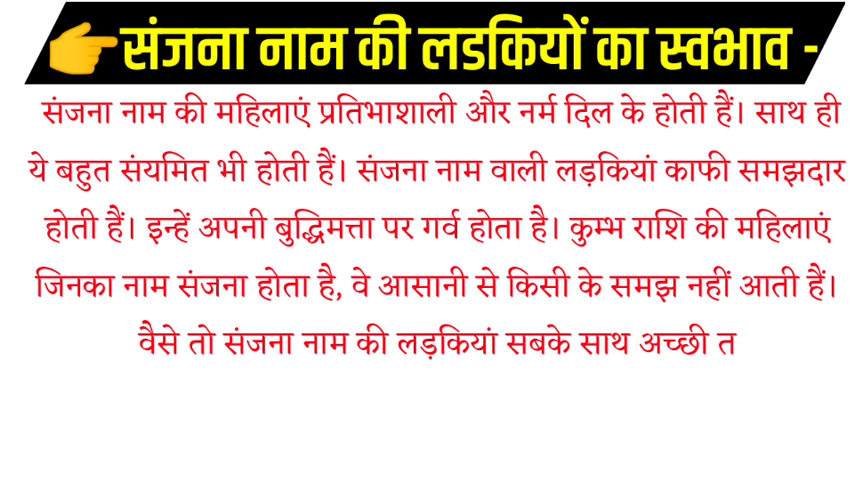 👉संजना नाम की लडकियों का स्वभाव -
संजना नाम की महिलाएं प्रतिभाशाली और नर्म दिल के होती हैं। साथ ही
ये बहुत संयमित भी होती हैं। संजना नाम वाली लड़कियां काफी समझदार
होती हैं। इन्हें अपनी बुद्धिमत्ता पर गर्व होता है। कुम्भ राशि की महिलाएं
जिनका नाम संजना होता है, वे आसानी से किसी के समझ नहीं आती हैं।
वैसे तो संजना नाम की लड़कियां सबके साथ अच्छी त